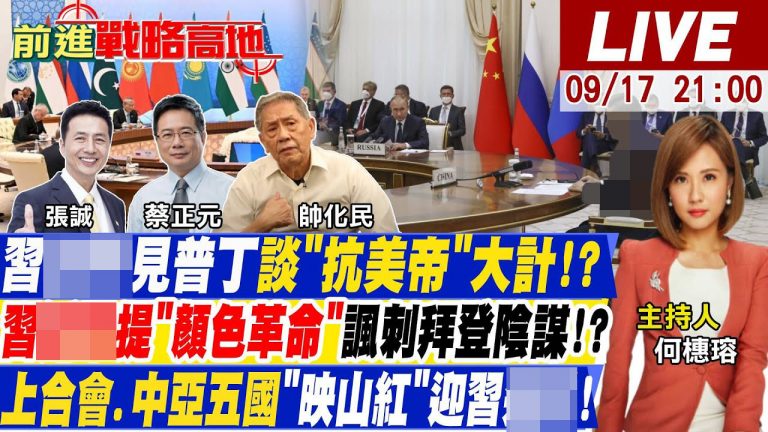 前進戰略高地
LIVE
09/17 21:00
RUSSIA
CHINA
張誠
蔡正元
帥化民
習 見普丁談"抗美帝"大計!?
習 提"顏色革命"諷刺拜登陰謀!?
上合會.中亞五國"映山紅"迎習 !
主持人
何橞瑢